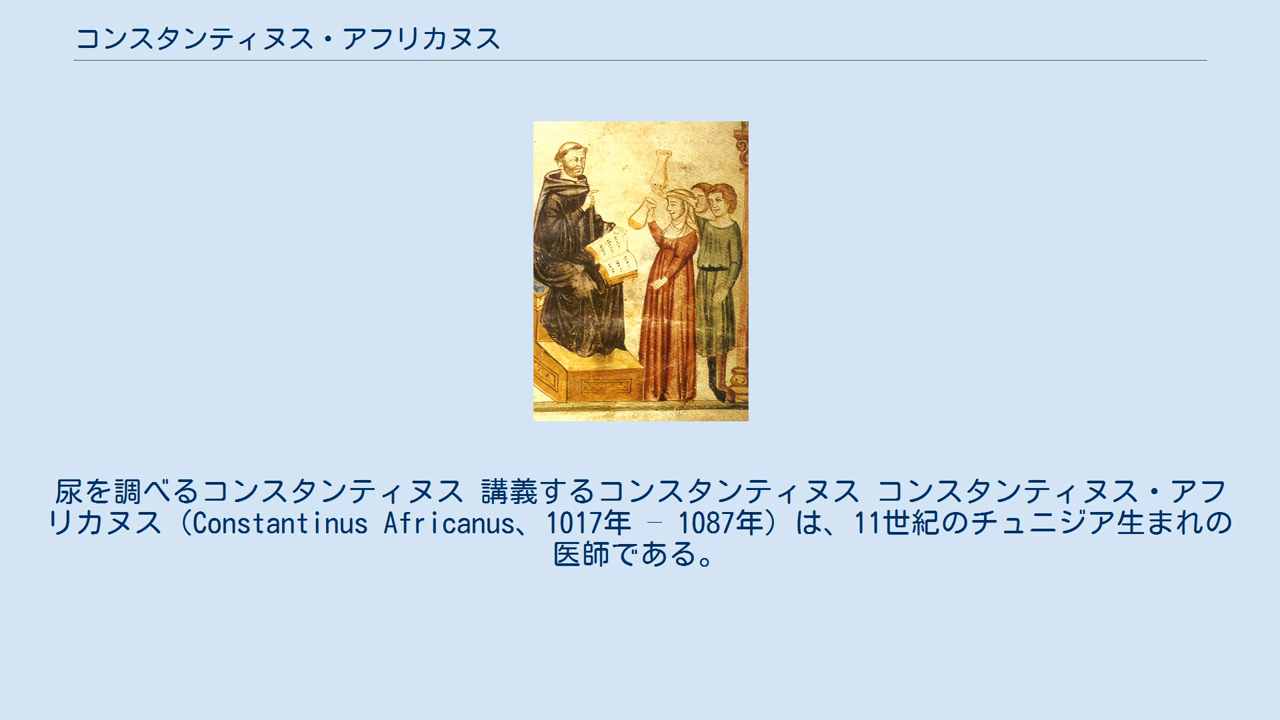 コンスタンティヌス・アフリカヌス
尿を調べるコンスタンティヌス 講義するコンスタンティヌス コンスタンティヌス・アフ
リカヌス（Constantinus Africanus、1017年 – 1087年）は、11世紀のチュニジア生まれの
医師である。